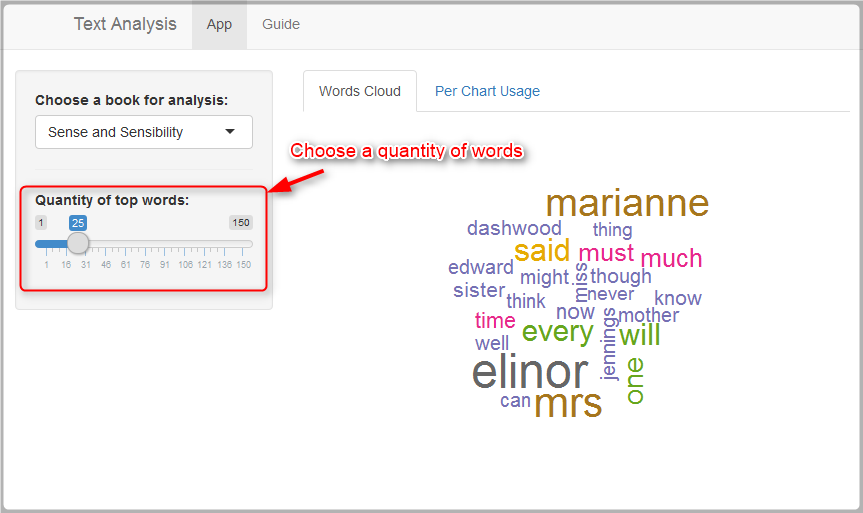 Text Analysis App Guide
Choose a book for analysis:
Sense and Sensibility
Words Cloud Per Chart Usage
Choose a quantity of words
Quantity of top words:
1 25 150
1 16 31 46 61 76 91 106 121 136 150
marianne
dashwood thing
said must much
edward might miss though
sister think never know
time now jennings mother
well every will
elinor one
can mrs